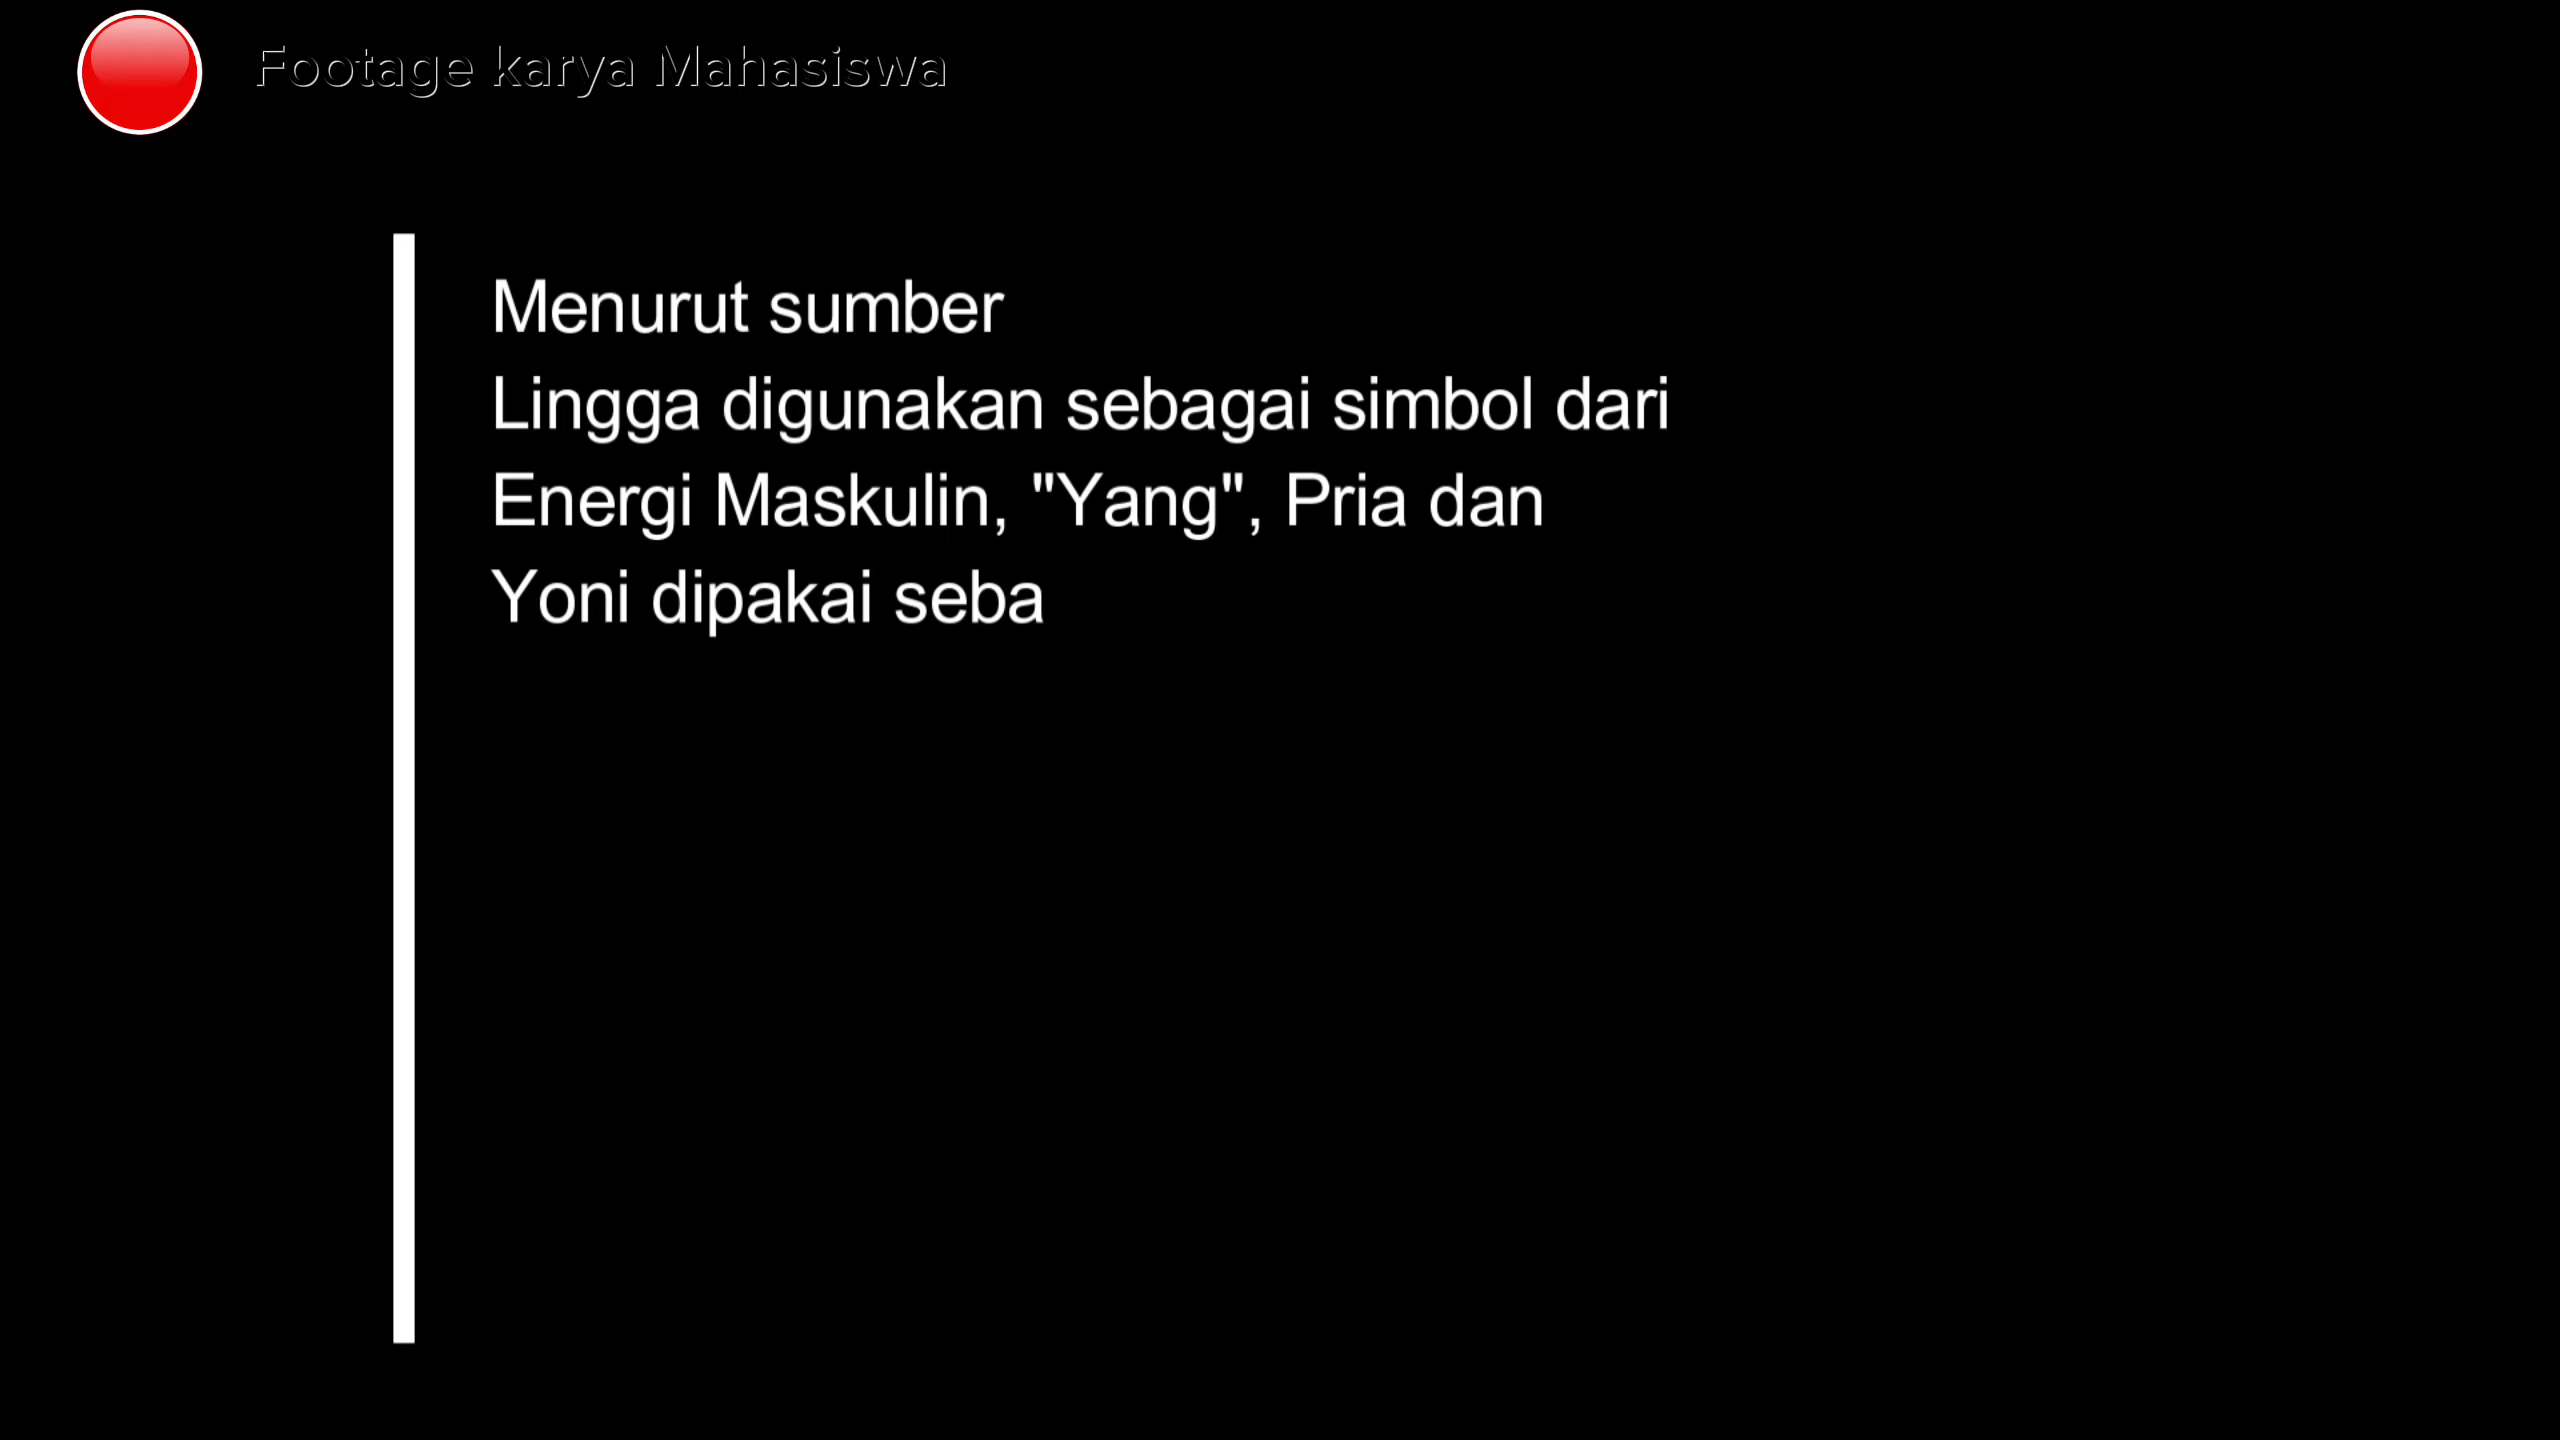 Footage karya Mahasiswa
Menurut sumber
Lingga digunakan sebagai simbol dari
Energi Maskulin, "Yang", Pria dan
Yoni dipakai seba